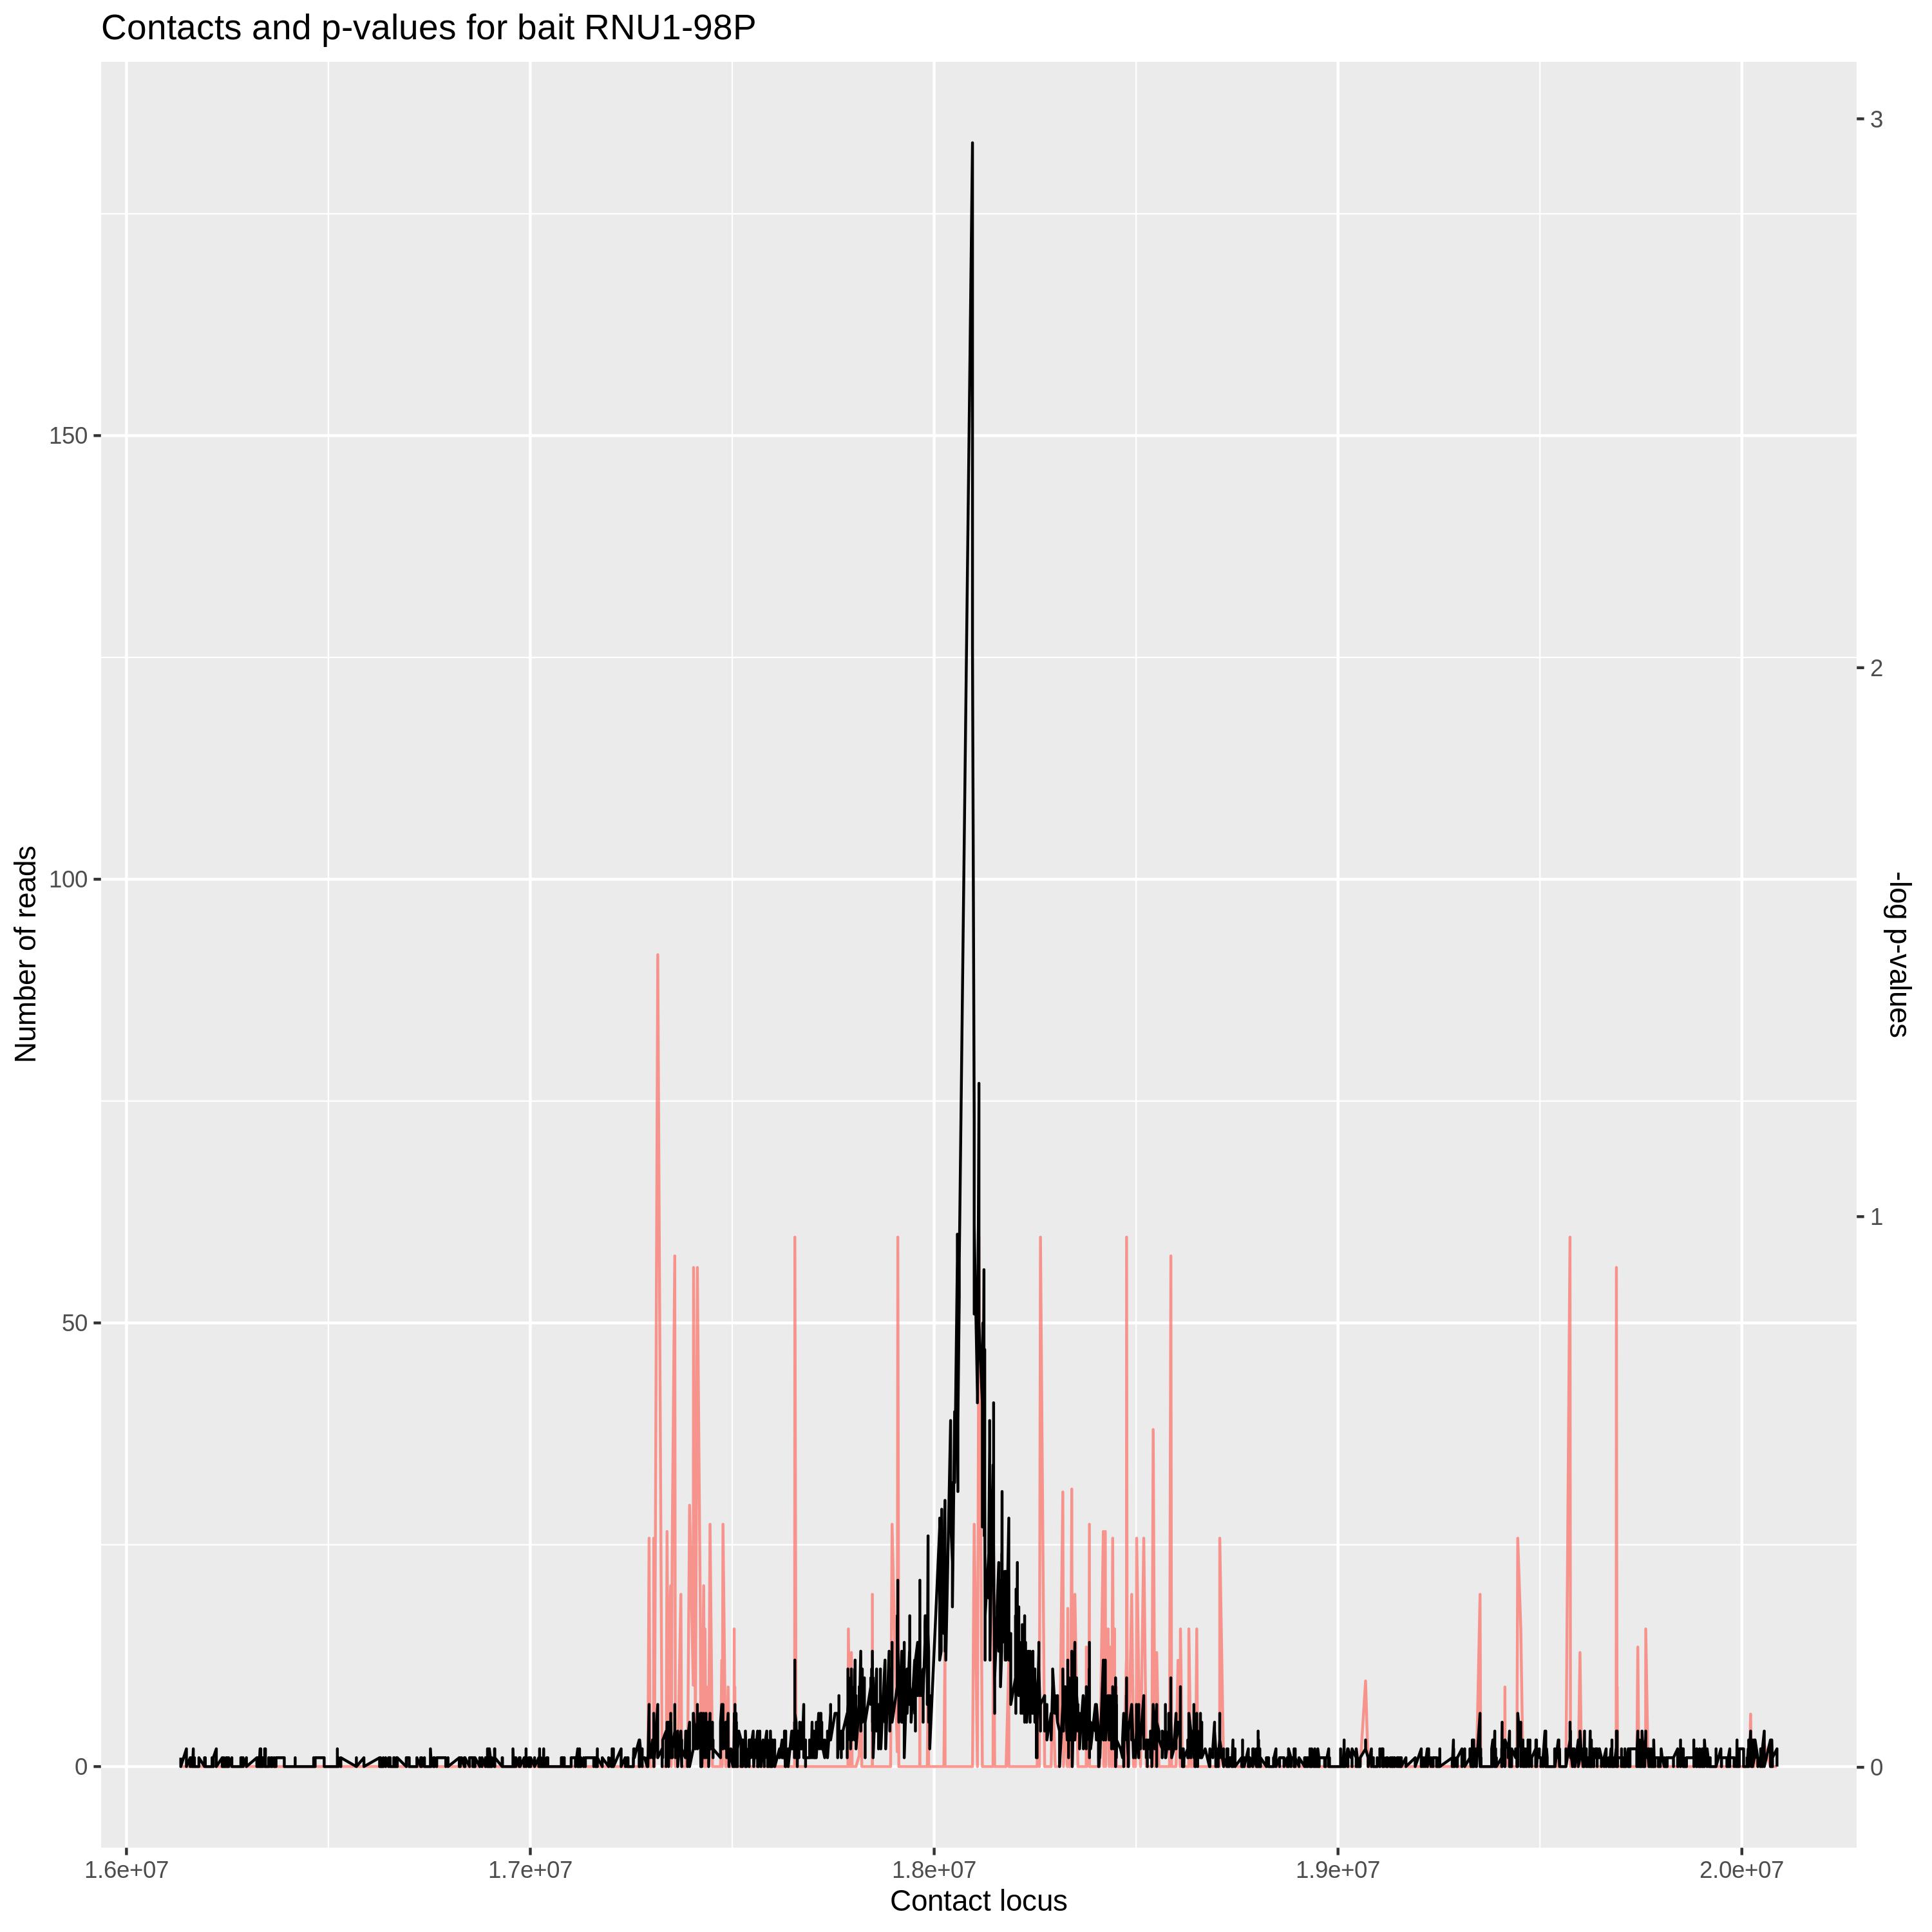 Contacts and p-values for bait RNU1-98P
3
150
2
Number of reads
100
-log p-values
1
50
0
0
1.6e+07
1.7e+07
1.8e+07
1.9e+07
2.0e+07
Contact locus